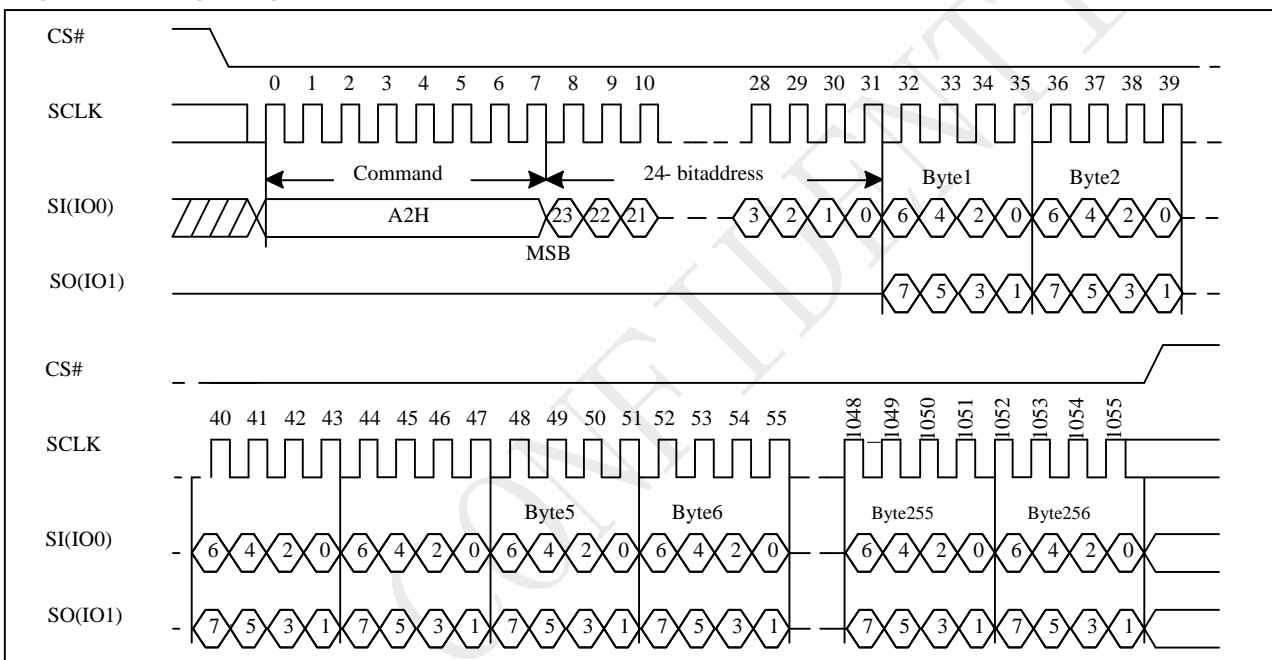 CS#
0 1 2 3 4 5 6 7 8 9 10 28 29 30 31 32 33 34 35 36 37 38 39
SCLK
Command 24- bitaddress Byte1 Byte2
SI(IO0) A2H 23 22 21 3 2 1 0 6 4 2 0 6 4 2 0
MSB
SO(IO1) 7 5 3 1 7 5 3 1
CS#
40 41 42 43 44 45 46 47 48 49 50 51 52 53 54 55 1048 1049 1050 1051 1052 1053 1054 1055
SCLK
Byte5 Byte6 Byte255 Byte256
SI(IO0) 6 4 2 0 6 4 2 0 6 4 2 0 6 4 2 0 6 4 2 0 6 4 2 0
SO(IO1) 7 5 3 1 7 5 3 1 7 5 3 1 7 5 3 1 7 5 3 1 7 5 3 1